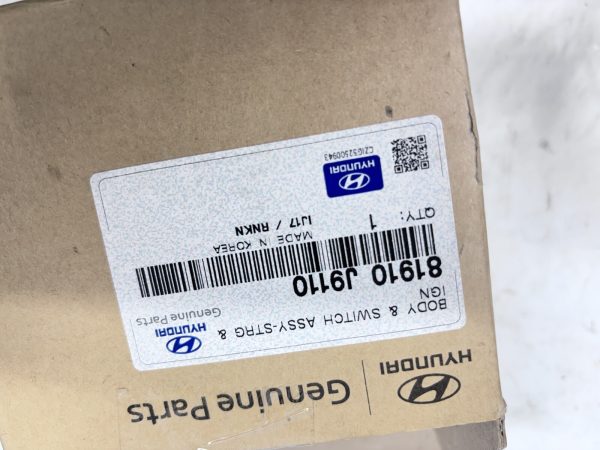 HYUNDAI | Genuine Parts
HYUNDAI
Genuine Parts
BODY & SWITCH ASSY-STRG &
IGN
81910 J9110
MADE IN KOREA
QTY: 1 IJ17 / RNKN
HYUNDAI
CZIGS2500943